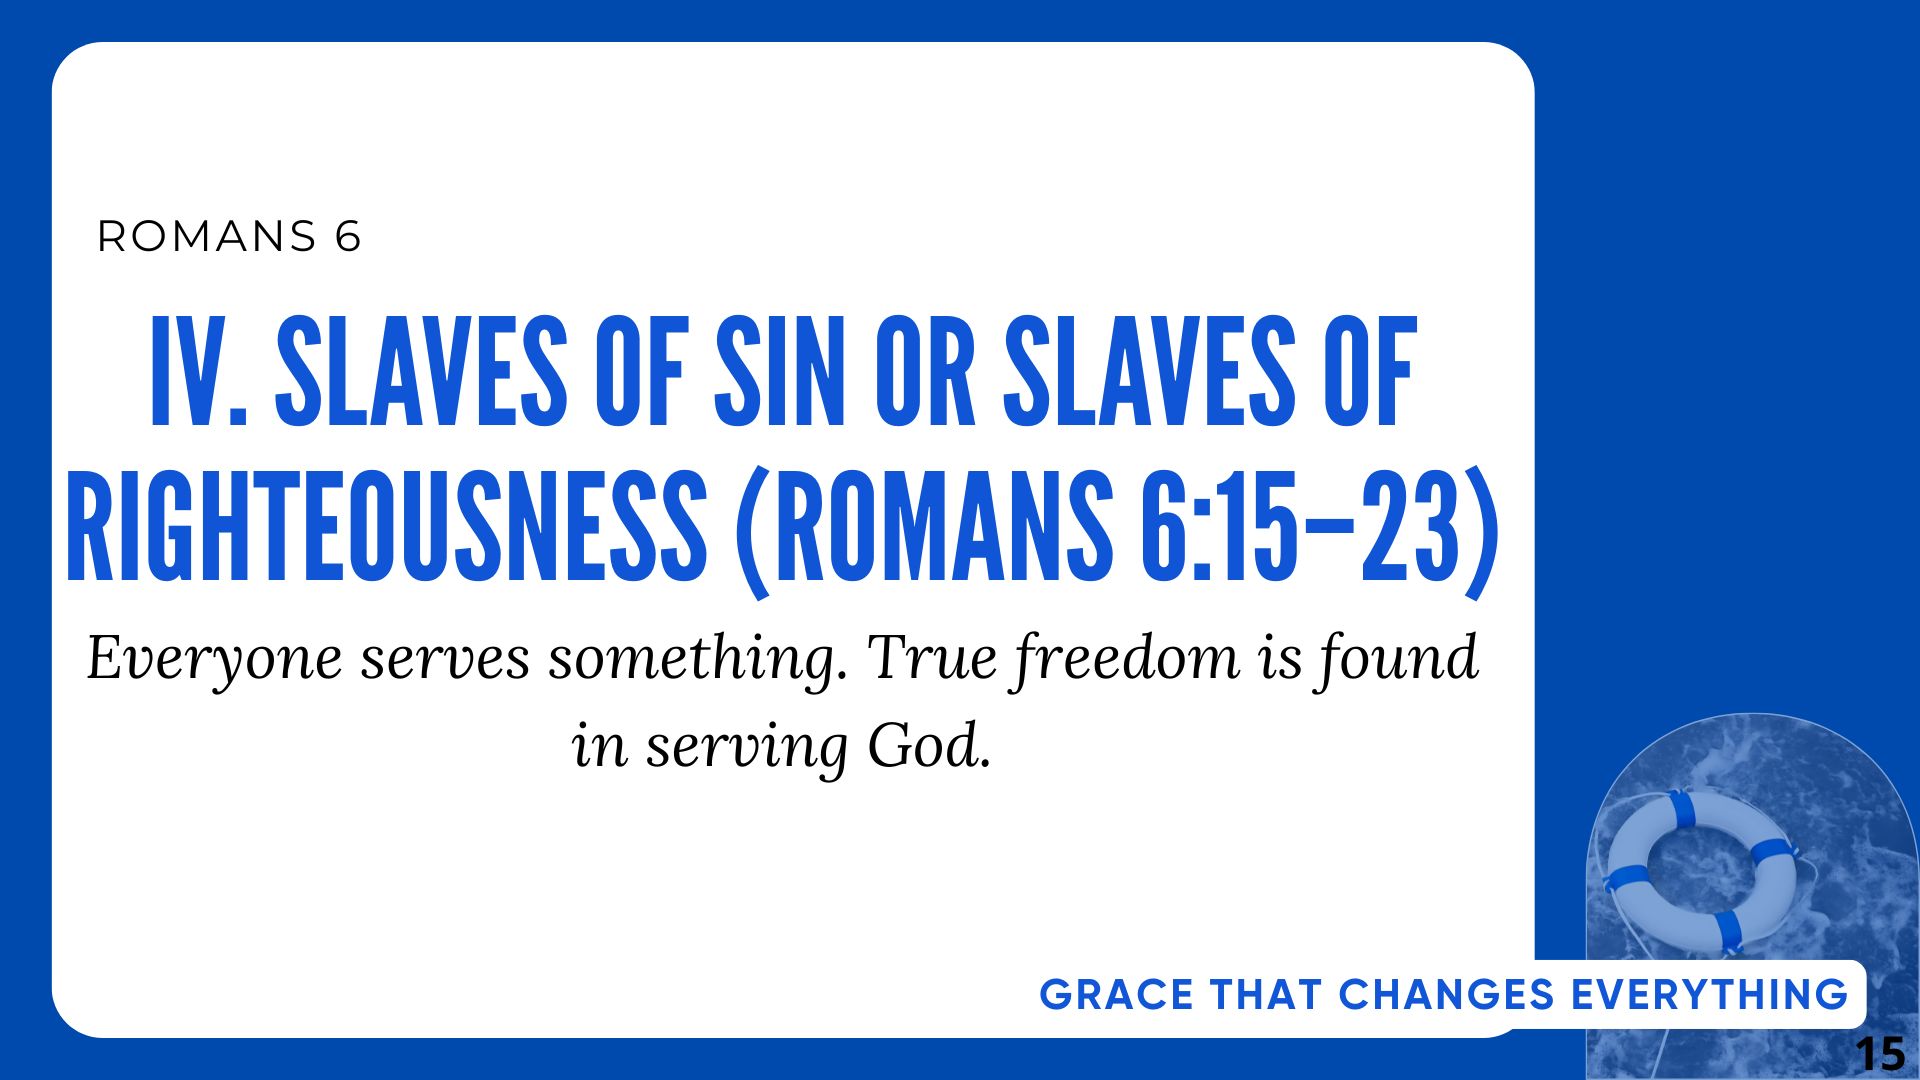 ROMANS 6
IV. SLAVES OF SIN OR SLAVES OF
RIGHTEOUSNESS (ROMANS 6:15–23)
Everyone serves something. True freedom is found
in serving God.
GRACE THAT CHANGES EVERYTHING
15